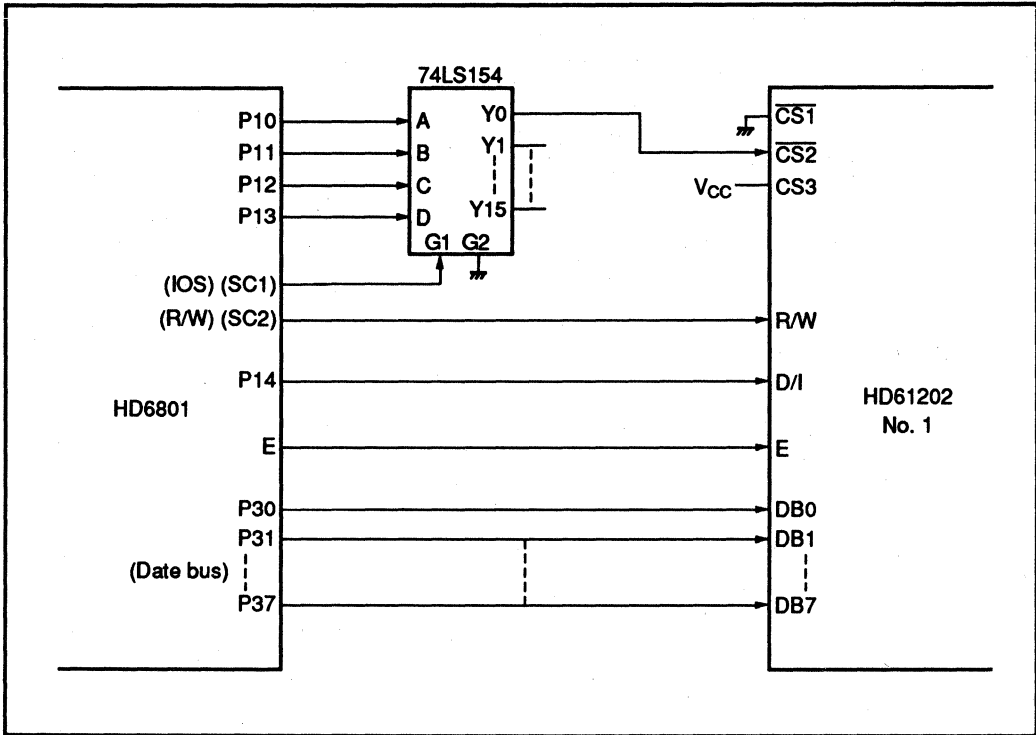 74LS154
P10
A
Y0
CS1
P11
B
Y1
CS2
P12
C
VCC
CS3
P13
D
Y15
G1 G2
(IOS) (SC1)
(R/W) (SC2)
R/W
P14
D/I
HD6801
HD61202
No. 1
E
E
P30
DB0
P31
DB1
(Date bus)
P37
DB7